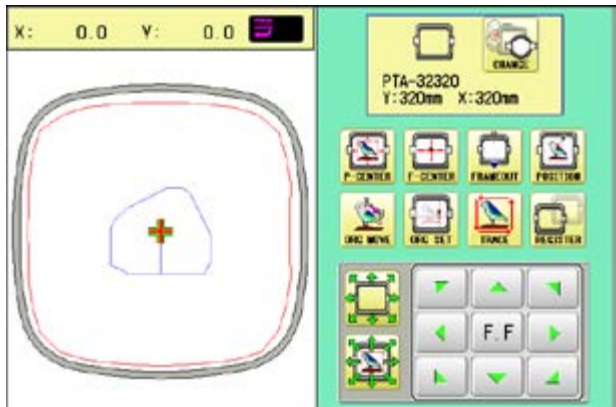 X: 0.0 Y: 0.0
CHANGE
PTA-32320
Y:320mm X:320mm
P-CENTER F-CENTER FRAMEOUT POSITION
ORG MOVE ORG SET TRACE REGISTER
F.F